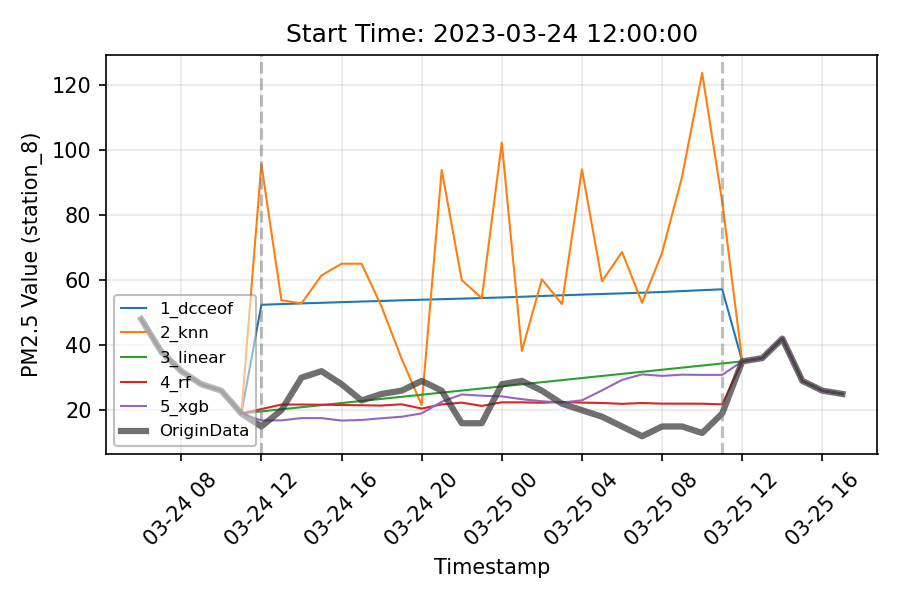 Start Time: 2023-03-24 12:00:00
PM2.5 Value (station_8)
120
100
80
60
40
20
1_dcceof
2_knn
3_linear
4_rf
5_xgb
OriginData
03-24 08
03-24 12
03-24 16
03-24 20
03-25 00
03-25 04
03-25 08
03-25 12
03-25 16
Timestamp